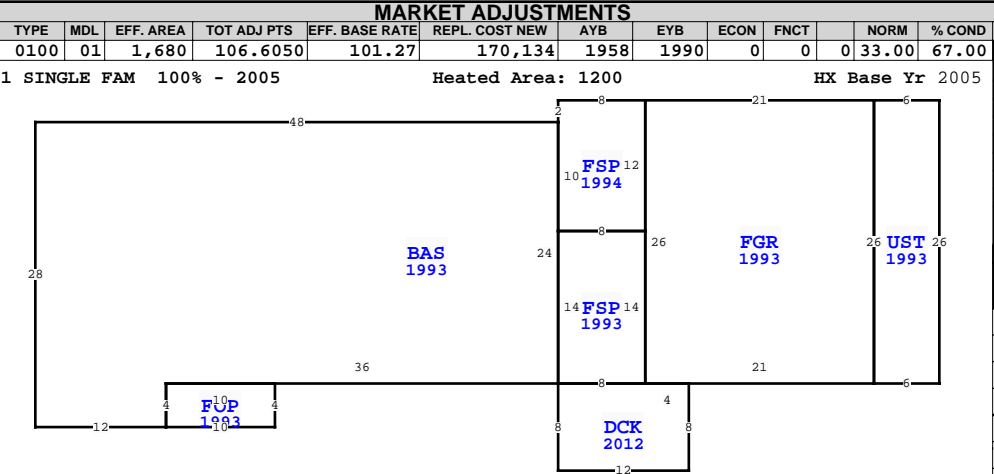 MARKET ADJUSTMENTS
TYPE MDL EFF. AREA TOT ADJ PTS EFF. BASE RATE REPL. COST NEW AYB EYB ECON FNCT NORM % COND
0100 01 1,680 106.6050 101.27 170,134 1958 1990 0 0 0 33.00 67.00
1 SINGLE FAM 100% - 2005 Heated Area: 1200 HX Base Yr 2005
8 21 6
2
48
10 FSP 12
1994
8
BAS
1993
24 26 FGR
1993
26 UST 26
1993
28
14 FSP 14
1993
36 21
8 6
4 10 4
FOP
1993
12 10
4
8 DCK 8
2012
12